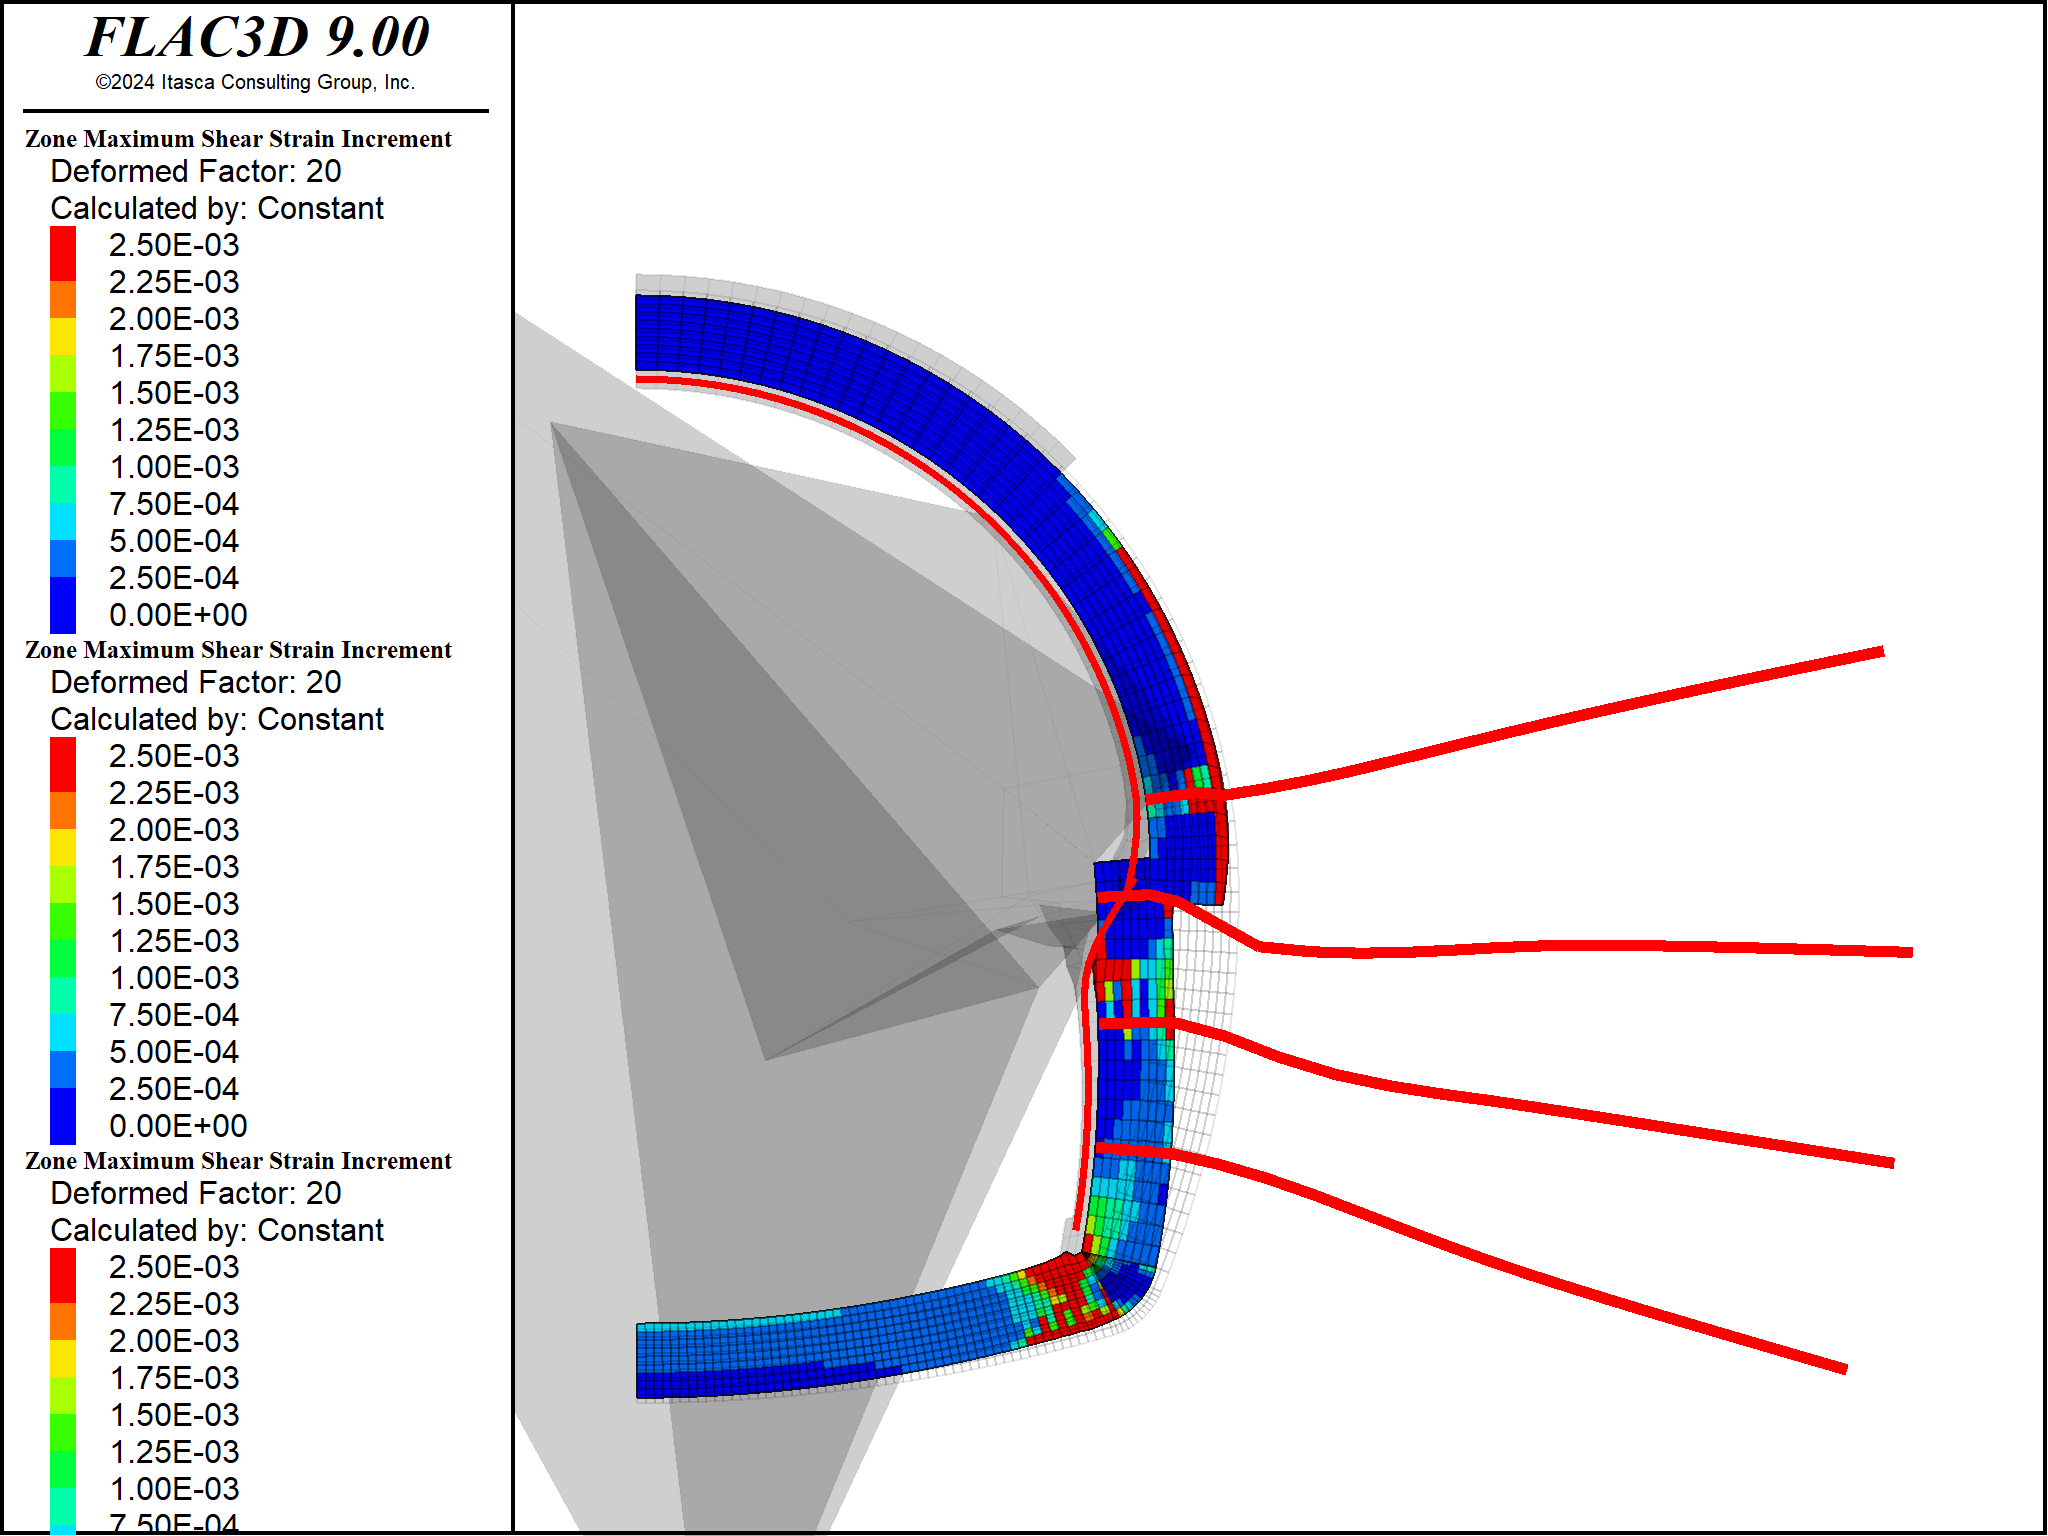 FLAC3D 9.00
©2024 Itasca Consulting Group, Inc.
Zone Maximum Shear Strain Increment
Deformed Factor: 20
Calculated by: Constant
2.50E-03
2.25E-03
2.00E-03
1.75E-03
1.50E-03
1.25E-03
1.00E-03
7.50E-04
5.00E-04
2.50E-04
0.00E+00
Zone Maximum Shear Strain Increment
Deformed Factor: 20
Calculated by: Constant
2.50E-03
2.25E-03
2.00E-03
1.75E-03
1.50E-03
1.25E-03
1.00E-03
7.50E-04
5.00E-04
2.50E-04
0.00E+00
Zone Maximum Shear Strain Increment
Deformed Factor: 20
Calculated by: Constant
2.50E-03
2.25E-03
2.00E-03
1.75E-03
1.50E-03
1.25E-03
1.00E-03
7.50E-04